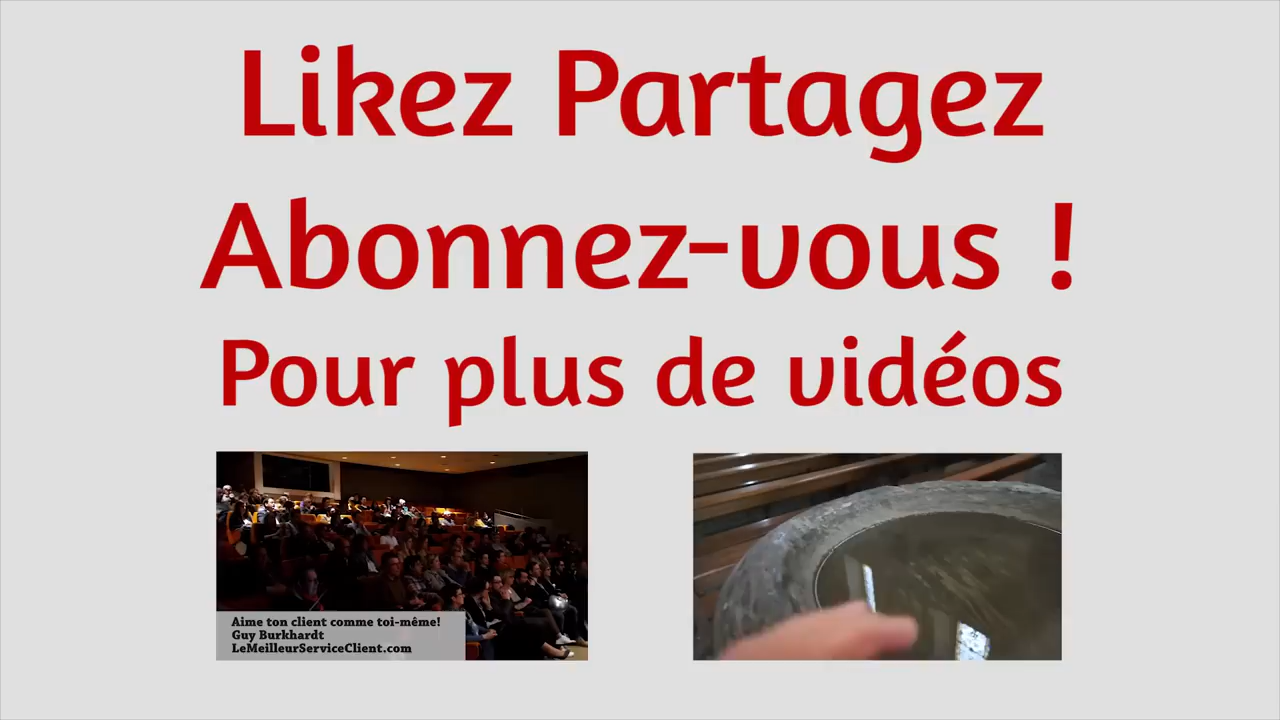 Likez Partagez
Abonnez-vous !
Pour plus de vidéos
Aime ton client comme toi-même!
Guy Burkhardt
LeMeilleurServiceClient.com